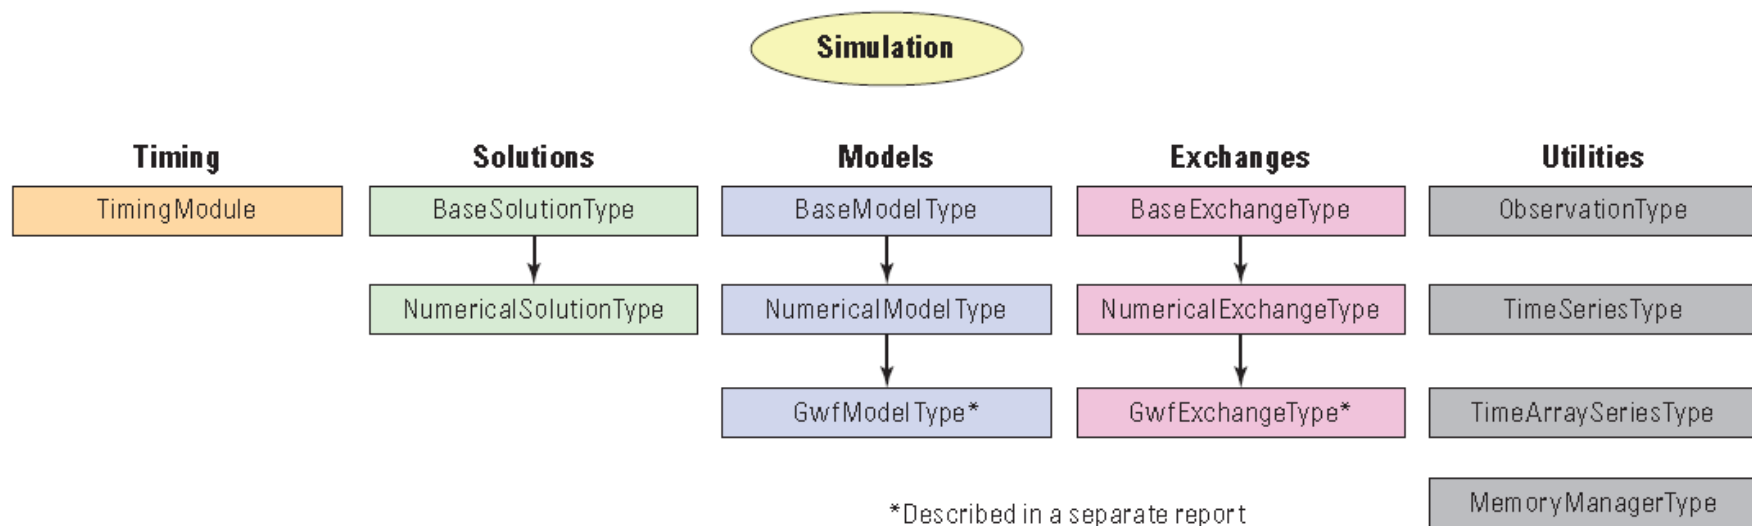 Simulation
Timing
Solutions
Models
Exchanges
Utilities
TimingModule
BaseSolutionType
BaseModelType
BaseExchangeType
ObservationType
NumericalSolutionType
NumericalModelType
NumericalExchangeType
TimeSeriesType
GwfModelType*
GwfExchangeType*
TimeArraySeriesType
MemoryManagerType
*Described in a separate report